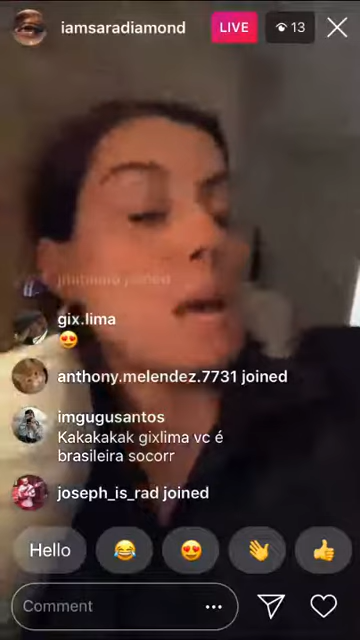 iamsaradiamond
LIVE
13
joined
gix.lima
😍
anthony.melendez.7731 joined
imgugusantos
Kakakakak gixlima vc é
brasileira socorr
joseph_is_rad joined
Hello 😂 😍 👋 👍
Comment